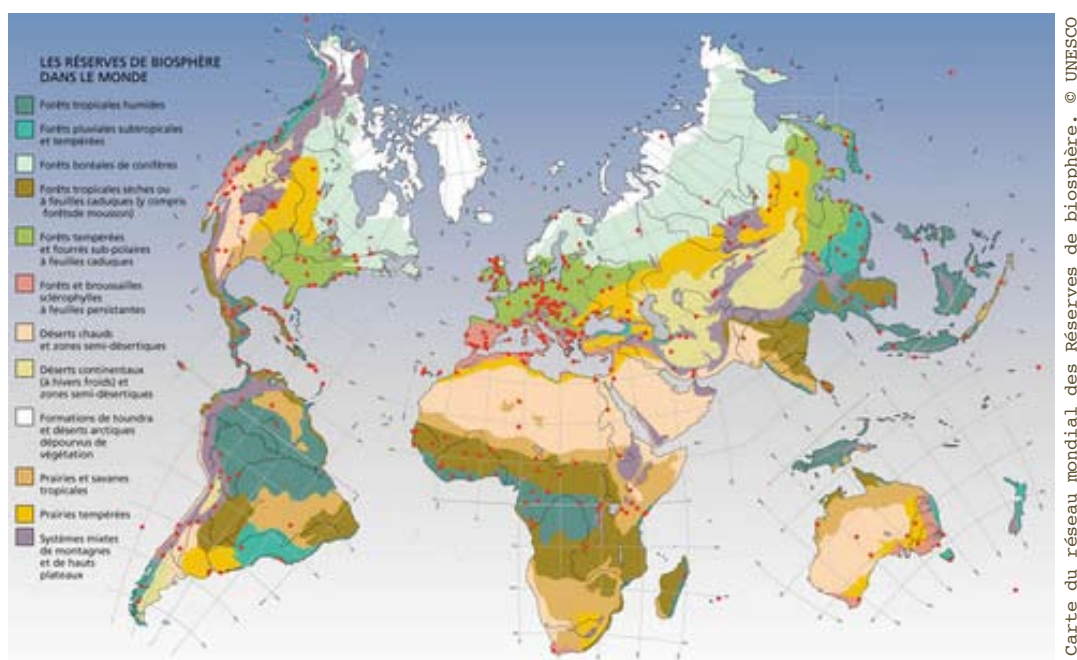 LES RÉSERVES DE BIOSPHÈRE
DANS LE MONDE
Forêts tropicales humides
Forêts pluviales subtropicales
et tempérées
Forêts boréales de conifères
Forêts tropicales sèches ou
à feuilles caduques (y compris
forêtsde mousson)
Forêts tempérées
et fourrés sub-polaires
à feuilles caduques
Forêts et broussailles
sclérophylles
à feuilles persistantes
Déserts chauds
et zones semi-désertiques
Déserts continentaux
(à hivers froids) et
zones semi-désertiques
Formations de toundra
et déserts arctiques
dépourvus de
végétation
Prairies et savanes
tropicales
Prairies tempérées
Systèmes mixtes
de montagnes
et de hauts
plateaux
Carte du réseau mondial des Réserves de biosphère. © UNESCO